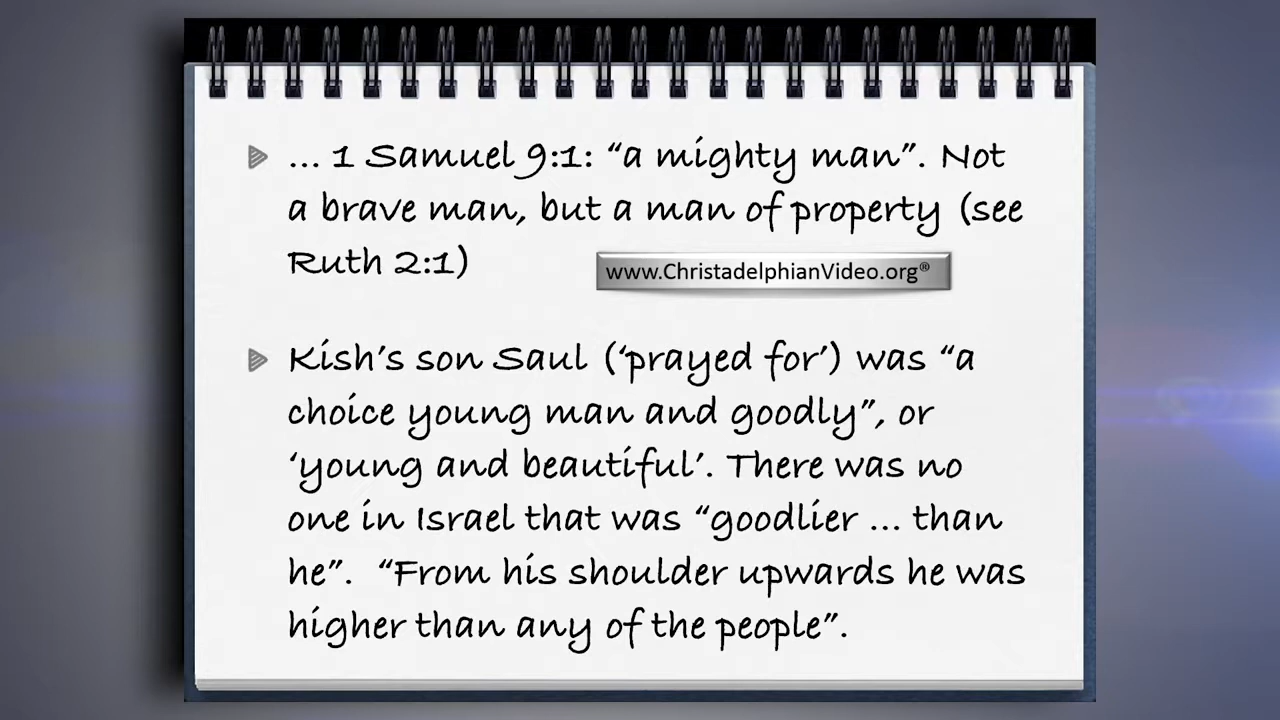 ... 1 Samuel 9:1: “a mighty man”. Not
a brave man, but a man of property (see
Ruth 2:1)
www.ChristadelphianVideo.org®
Kish’s son Saul (‘prayed for’) was “a
choice young man and goodly”, or
‘young and beautiful’. There was no
one in Israel that was “goodlier ... than
he”. “From his shoulder upwards he was
higher than any of the people”.